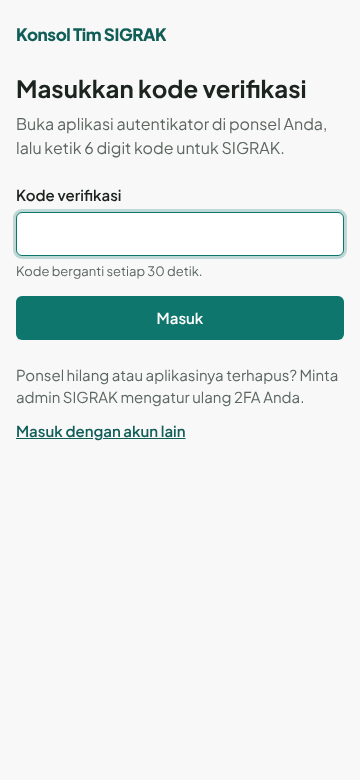 Konsol Tim SIGRAK
Masukkan kode verifikasi
Buka aplikasi autentikator di ponsel Anda,
lalu ketik 6 digit kode untuk SIGRAK.
Kode verifikasi
Kode berganti setiap 30 detik.
Masuk
Ponsel hilang atau aplikasinya terhapus? Minta
admin SIGRAK mengatur ulang 2FA Anda.
Masuk dengan akun lain